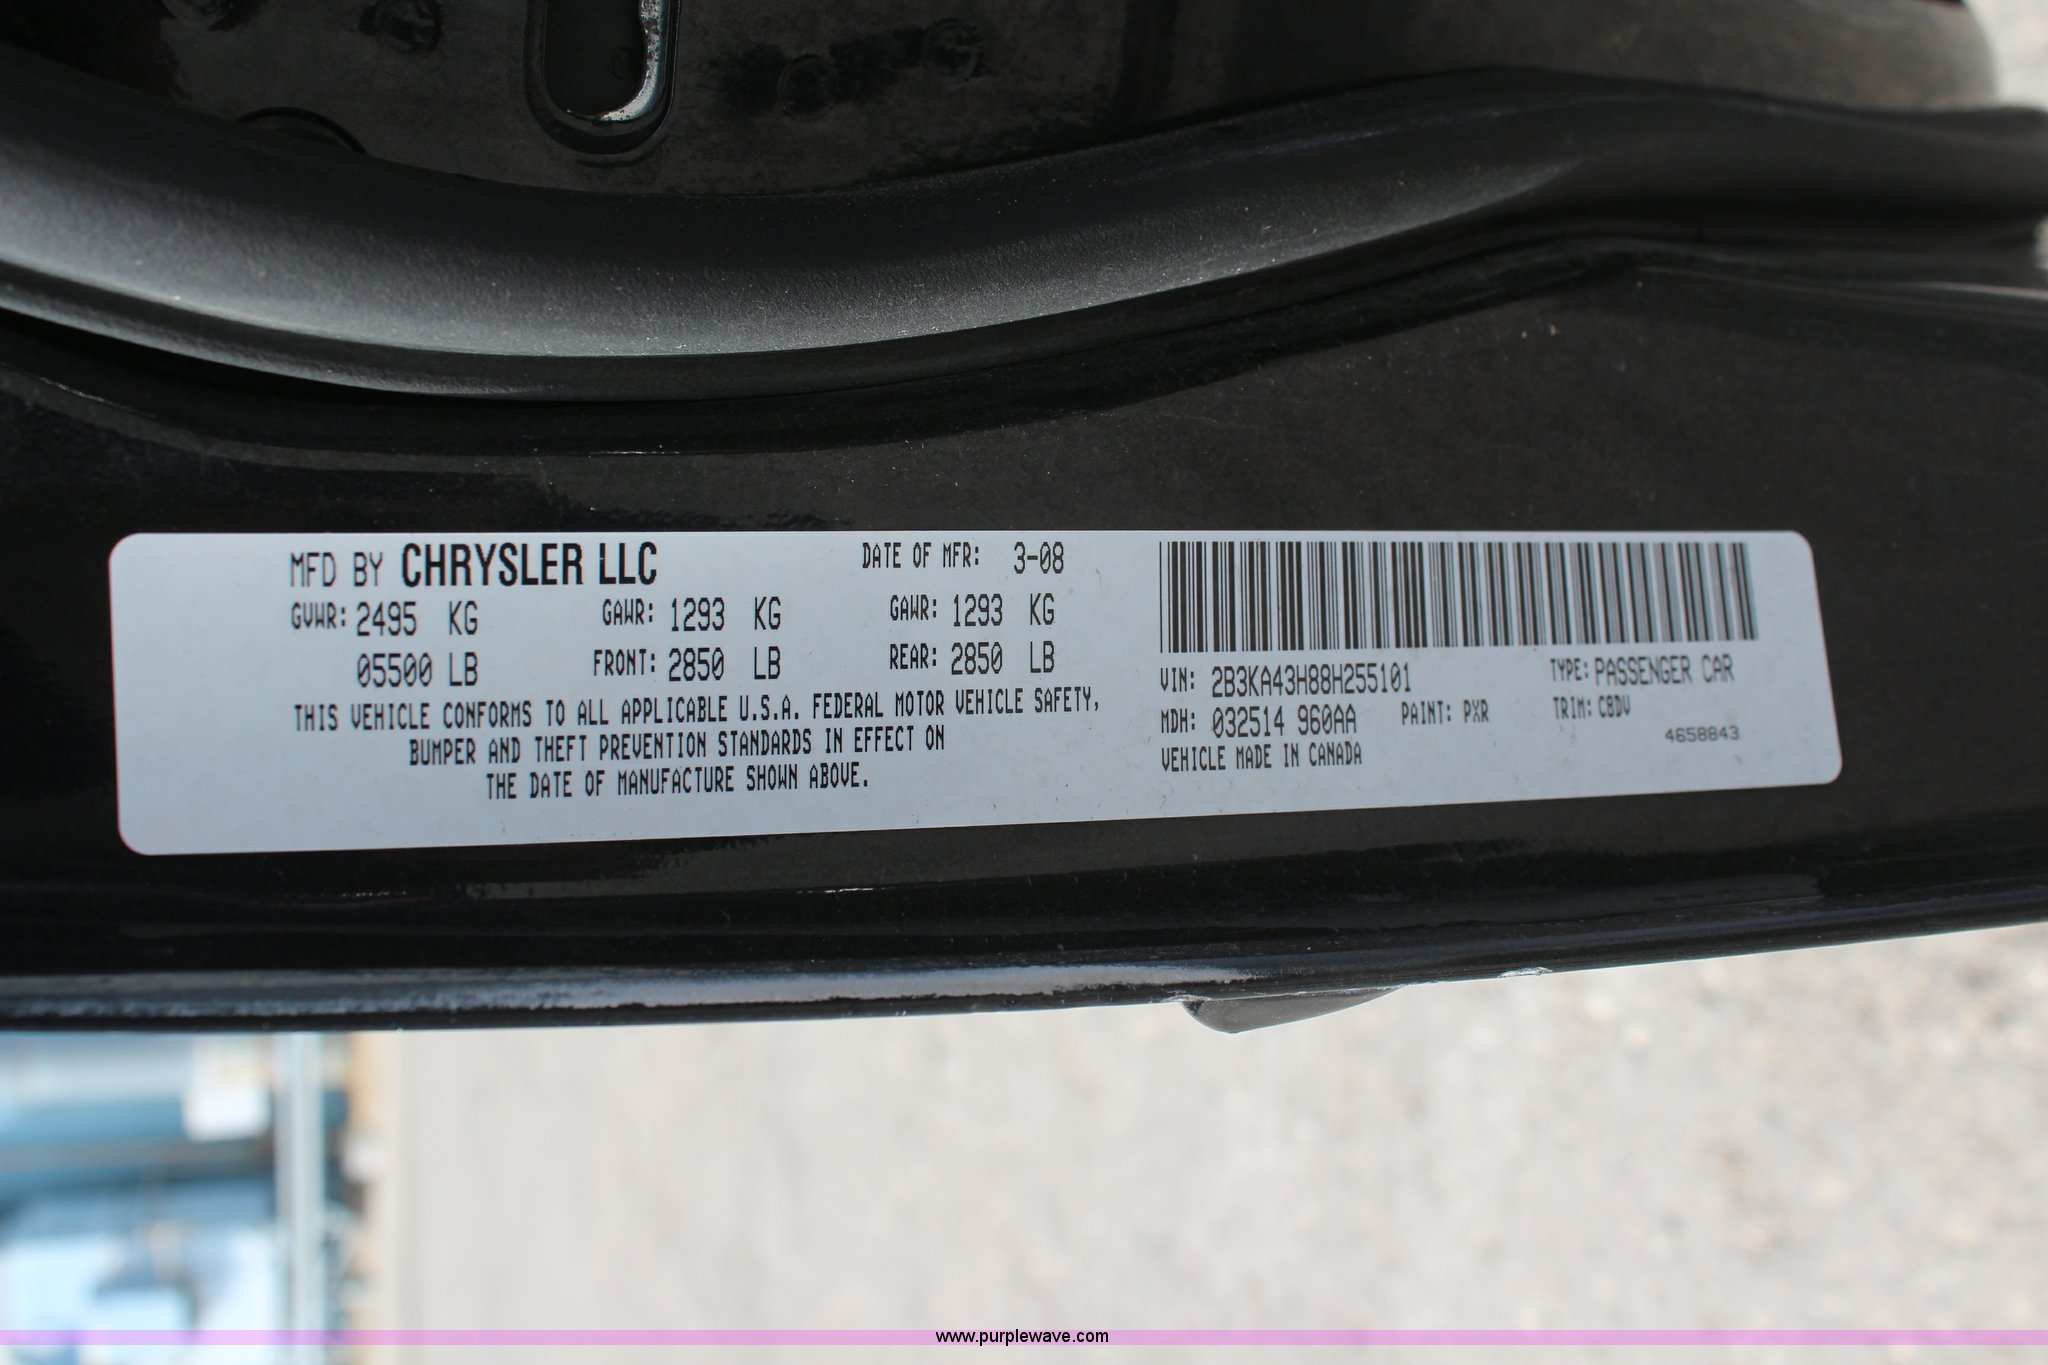 MFD BY CHRYSLER LLC DATE OF MFR: 3-08
GVWR: 2495 KG GAWR: 1293 KG GAWR: 1293 KG
05500 LB FRONT: 2850 LB REAR: 2850 LB
THIS VEHICLE CONFORMS TO ALL APPLICABLE U.S.A. FEDERAL MOTOR VEHICLE SAFETY,
BUMPER AND THEFT PREVENTION STANDARDS IN EFFECT ON
THE DATE OF MANUFACTURE SHOWN ABOVE.
VIN: 2B3KA43H88H255101 TYPE: PASSENGER CAR
MDH: 032514 960AA PAINT: PXR TRIM: C8DV
VEHICLE MADE IN CANADA 4658843
www.purplewave.com